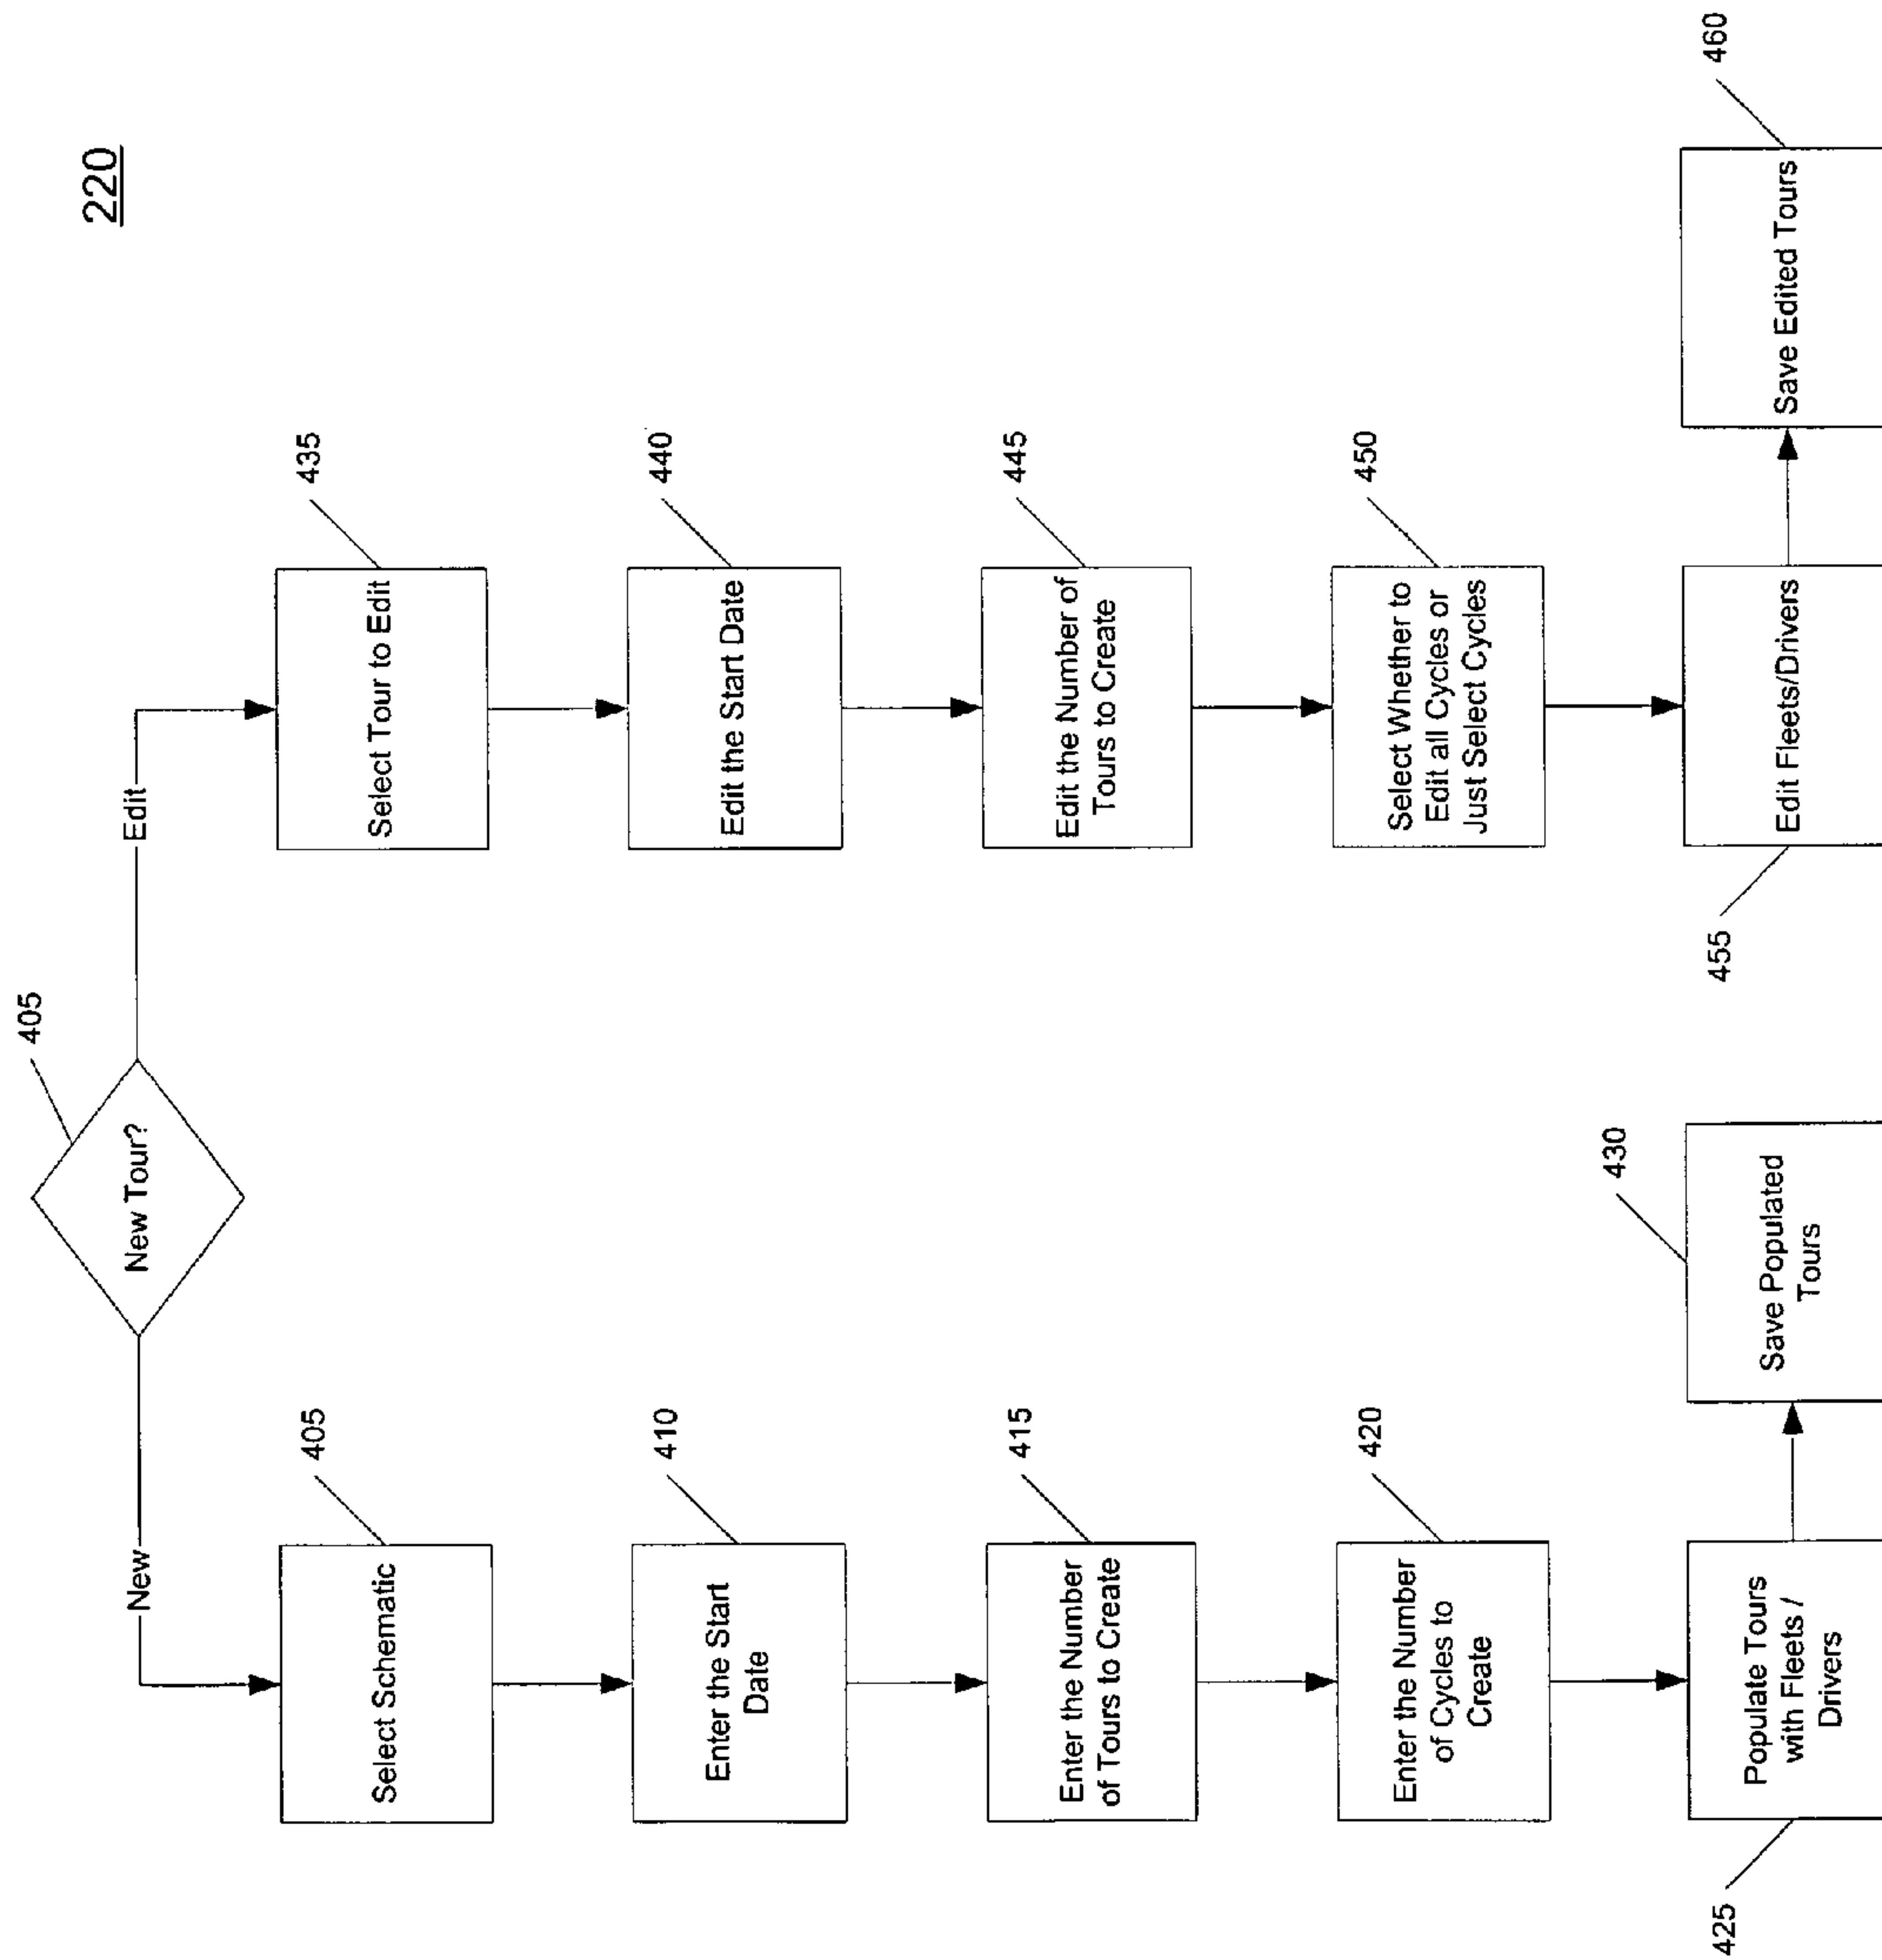 220
405
New Tour?
New
Edit
405
Select Schematic
410
Enter the Start
Date
415
Enter the Number
of Tours to Create
420
Enter the Number
of Cycles to
Create
425
Populate Tours
with Fleets /
Drivers
430
Save Populated
Tours
435
Select Tour to Edit
440
Edit the Start Date
445
Edit the Number of
Tours to Create
450
Select Whether to
Edit all Cycles or
Just Select Cycles
455
Edit Fleets/Drivers
460
Save Edited Tours